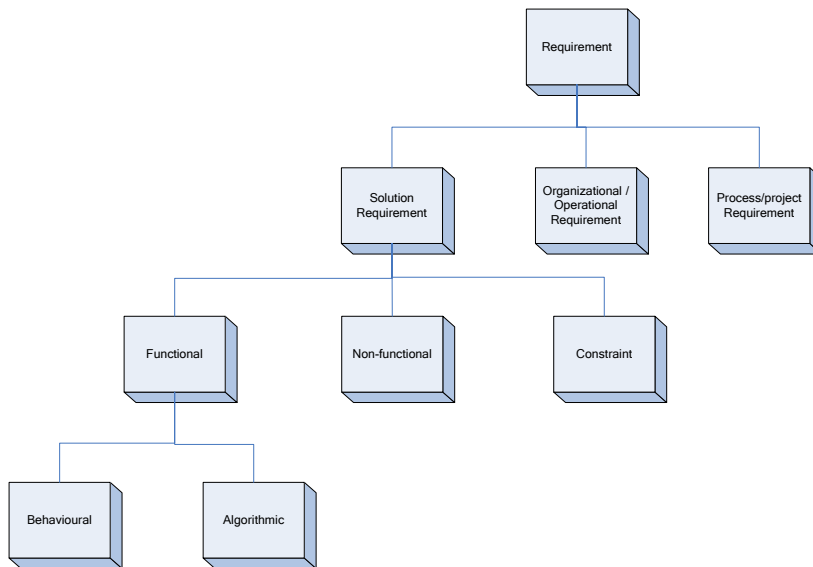 Requirement
Solution
Requirement
Organizational /
Operational
Requirement
Process/project
Requirement
Functional
Non-functional
Constraint
Behavioural
Algorithmic